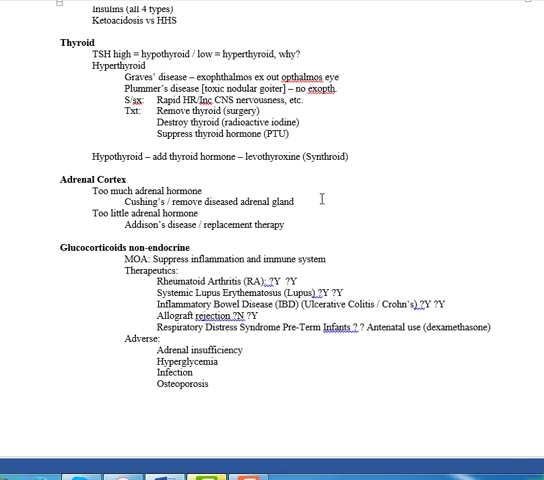 Insulins (all 4 types)
Ketoacidosis vs HHS
Thyroid
TSH high = hypothyroid / low = hyperthyroid, why?
Hyperthyroid
Graves' disease – exophthalmos ex out opthalmos eye
Plummer's disease [toxic nodular goiter] – no exopth.
S/sx: Rapid HR/Inc CNS nervousness, etc.
Txt: Remove thyroid (surgery)
Destroy thyroid (radioactive iodine)
Suppress thyroid hormone (PTU)
Hypothyroid – add thyroid hormone – levothyroxine (Synthroid)
Adrenal Cortex
Too much adrenal hormone
Cushing's / remove diseased adrenal gland
Too little adrenal hormone
Addison's disease / replacement therapy
Glucocorticoids non-endocrine
MOA: Suppress inflammation and immune system
Therapeutics:
Rheumatoid Arthritis (RA); ?Y ?Y
Systemic Lupus Erythematosus (Lupus) ?Y ?Y
Inflammatory Bowel Disease (IBD) (Ulcerative Colitis / Crohn's) ?Y ?Y
Allograft rejection ?N ?Y
Respiratory Distress Syndrome Pre-Term Infants ? ? Antenatal use (dexamethasone)
Adverse:
Adrenal insufficiency
Hyperglycemia
Infection
Osteoporosis